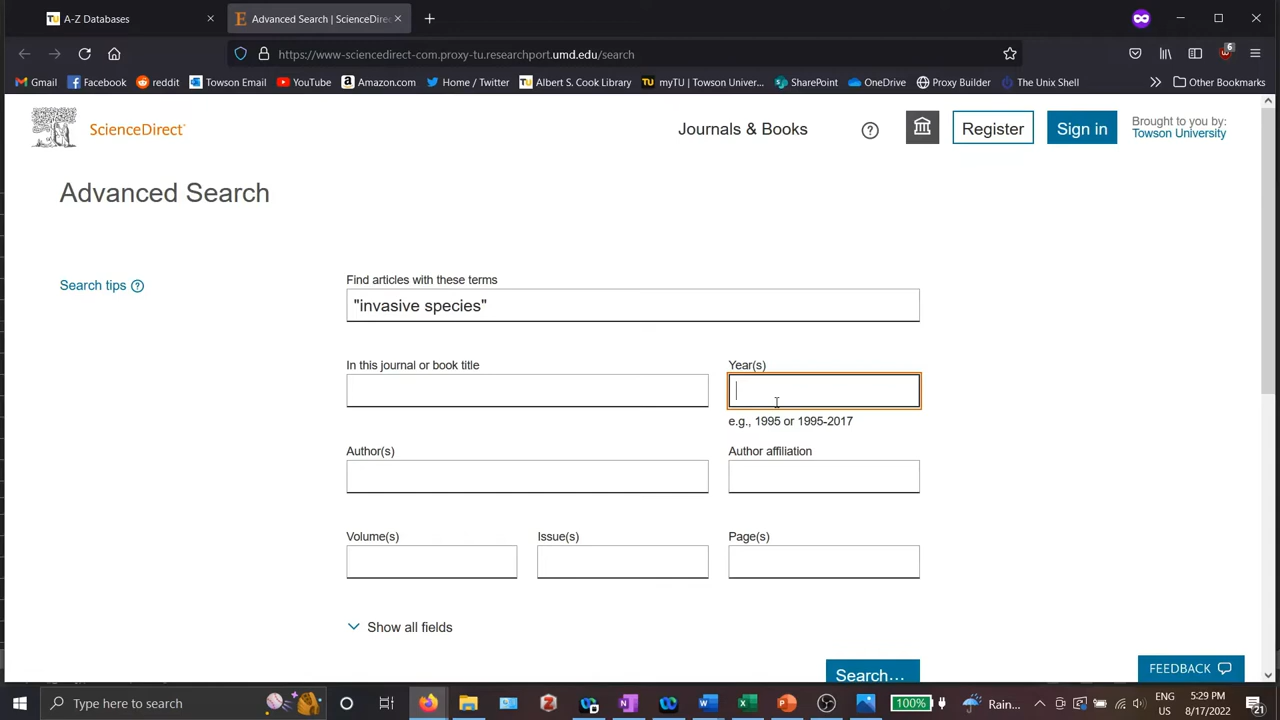 A-Z Databases
Advanced Search | ScienceDirec
https://www-sciencedirect-com.proxy-tu.researchport.umd.edu/search
6
Gmail
Facebook
reddit
Towson Email
YouTube
Amazon.com
Home / Twitter
Albert S. Cook Library
myTU | Towson Univer...
SharePoint
OneDrive
Proxy Builder
The Unix Shell
Other Bookmarks
ScienceDirect
Journals & Books
Register
Sign in
Brought to you by:
Towson University
Advanced Search
Search tips
Find articles with these terms
"invasive species"
In this journal or book title
Year(s)
e.g., 1995 or 1995-2017
Author(s)
Author affiliation
Volume(s)
Issue(s)
Page(s)
Show all fields
Search...
FEEDBACK
Type here to search
100%
Rain...
ENG
US
5:29 PM
8/17/2022
21